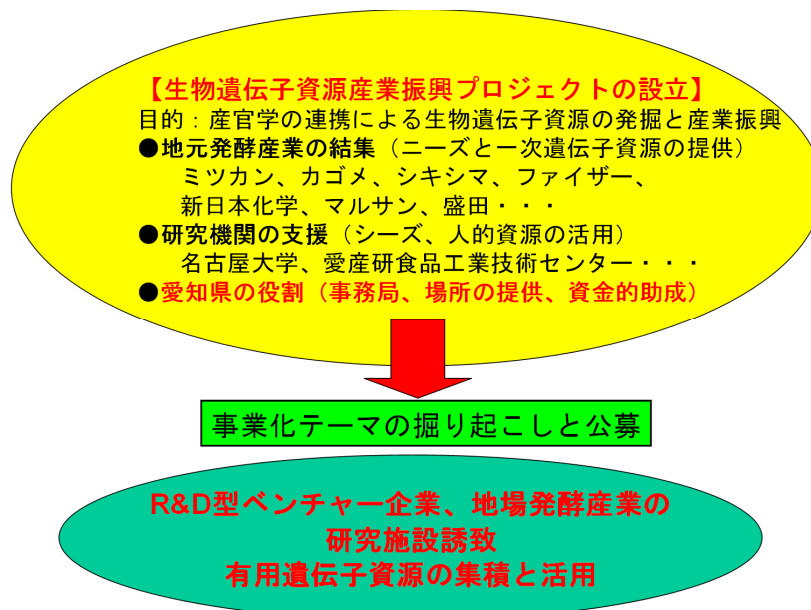 【生物遺伝子資源産業振興プロジェクトの設立】
目的：産官学の連携による生物遺伝子資源の発掘と産業振興
●地元発酵産業の結集（ニーズと一次遺伝子資源の提供）
ミツカン、カゴメ、シキシマ、ファイザー、
新日本化学、マルサン、盛田・・・
●研究機関の支援（シーズ、人的資源の活用）
名古屋大学、愛産研食品工業技術センター・・・
●愛知県の役割（事務局、場所の提供、資金的助成）
事業化テーマの掘り起こしと公募
R&D型ベンチャー企業、地場発酵産業の
研究施設誘致
有用遺伝子資源の集積と活用